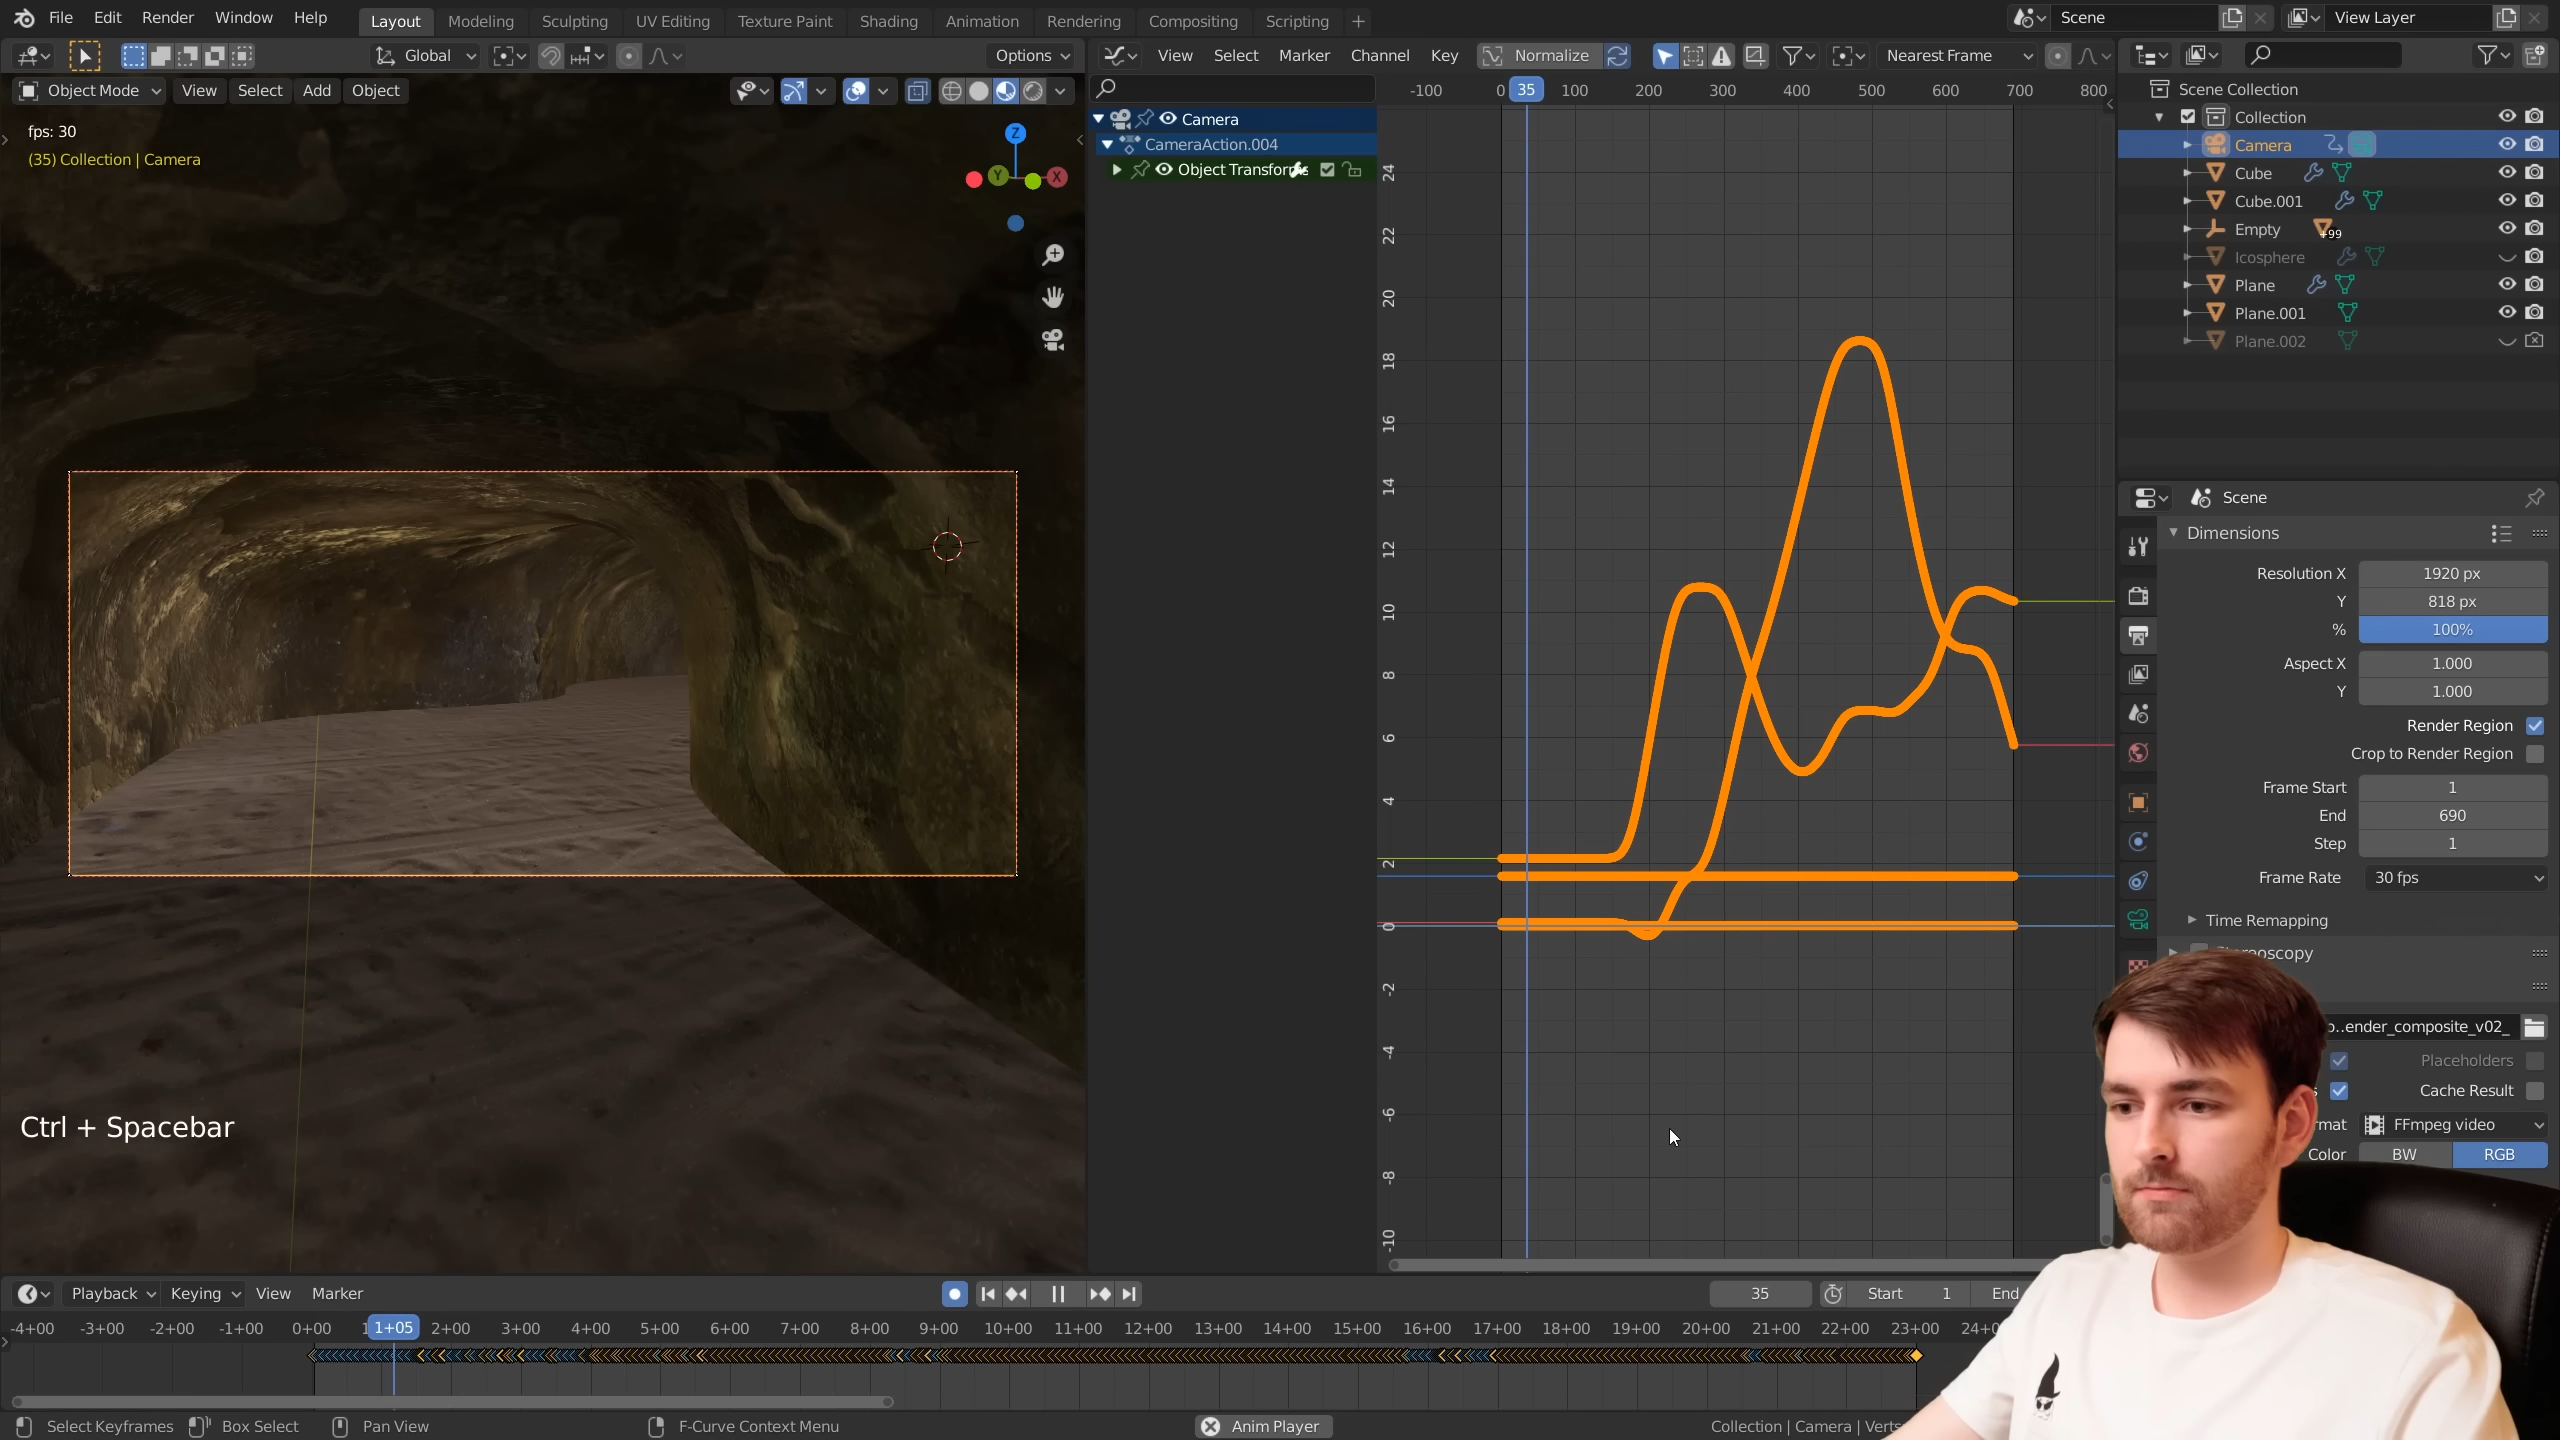 File Edit Render Window Help
Layout Modeling Sculpting UV Editing Texture Paint Shading Animation Rendering Compositing Scripting +
Scene
View Layer
Global
Options
Object Mode View Select Add Object
fps: 30
(35) Collection | Camera
Z
Y
X
Ctrl + Spacebar
View Select Marker Channel Key Normalize
Nearest Frame
-100 0 35 100 200 300 400 500 600 700 800
Camera
CameraAction.004
Object Transforms
24
22
20
18
16
14
12
10
8
6
4
2
0
-2
-4
-6
-8
-10
Scene Collection
Collection
Camera
Cube
Cube.001
Empty
+99
Icosphere
Plane
Plane.001
Plane.002
Scene
Dimensions
Resolution X 1920 px
Y 818 px
% 100%
Aspect X 1.000
Y 1.000
Render Region
Crop to Render Region
Frame Start 1
End 690
Step 1
Frame Rate 30 fps
Time Remapping
..ender_composite_v02_
Placeholders
Cache Result
FFmpeg video
Color BW RGB
Playback Keying View Marker
35 Start 1 End
-4+00 -3+00 -2+00 -1+00 0+00 1+05 2+00 3+00 4+00 5+00 6+00 7+00 8+00 9+00 10+00 11+00 12+00 13+00 14+00 15+00 16+00 17+00 18+00 19+00 20+00 21+00 22+00 23+00
Select Keyframes Box Select Pan View F-Curve Context Menu Anim Player Collection | Camera |